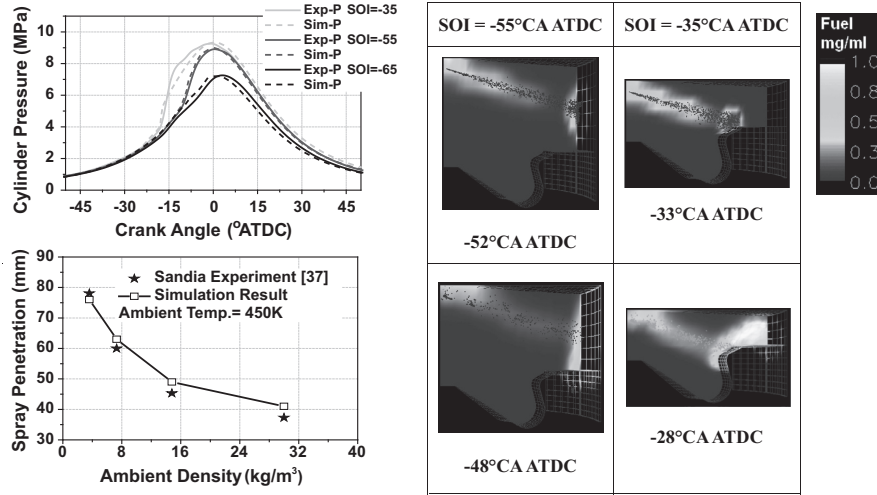 Cylinder Pressure (MPa)
10
8
6
4
2
0
-45 -30 -15 0 15 30 45
Crank Angle (ᴼATDC)
Exp-P SOI=-35
Sim-P
Exp-P SOI=-55
Sim-P
Exp-P SOI=-65
Sim-P
Spray Penetration (mm)
90
80
70
60
50
40
30
0 8 16 24 32 40
Ambient Density(kg/m³)
Sandia Experiment [37]
Simulation Result
Ambient Temp.= 450K
SOI = -55°CA ATDC
SOI = -35°CA ATDC
-52°CA ATDC
-33°CA ATDC
-48°CA ATDC
-28°CA ATDC
Fuel
mg/ml
1.0
0.8
0.5
0.3
0.0